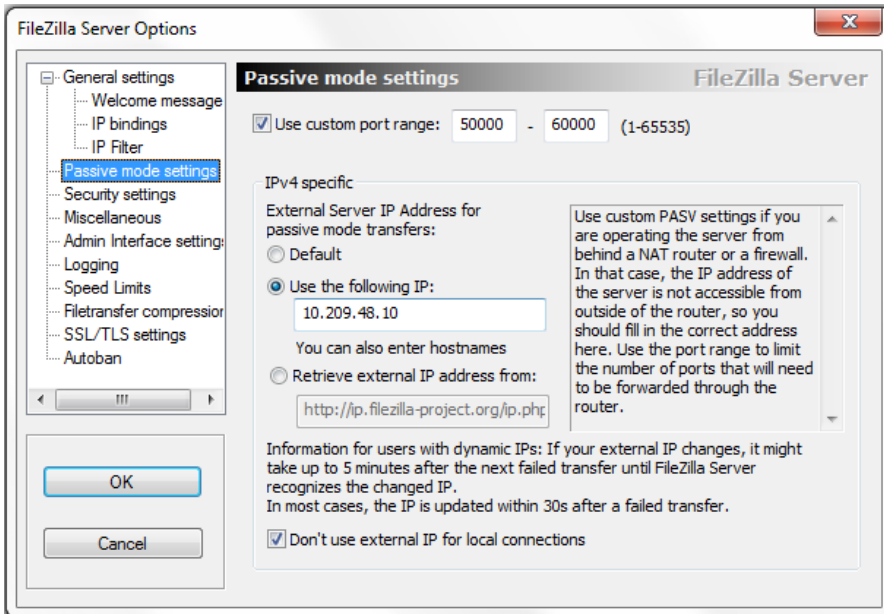 FileZilla Server Options
General settings
Welcome message
IP bindings
IP Filter
Passive mode settings
Security settings
Miscellaneous
Admin Interface setting
Logging
Speed Limits
Filetransfer compression
SSL/TLS settings
Autoban
OK
Cancel
Passive mode settings
FileZilla Server
Use custom port range: 50000 - 60000 (1-65535)
IPv4 specific
External Server IP Address for
passive mode transfers:
Default
Use the following IP:
10.209.48.10
You can also enter hostnames
Retrieve external IP address from:
http://ip.filezilla-project.org/ip.php
Use custom PASV settings if you
are operating the server from
behind a NAT router or a firewall.
In that case, the IP address of
the server is not accessible from
outside of the router, so you
should fill in the correct address
here. Use the port range to limit
the number of ports that will need
to be forwarded through the
router.
Information for users with dynamic IPs: If your external IP changes, it might
take up to 5 minutes after the next failed transfer until FileZilla Server
recognizes the changed IP.
In most cases, the IP is updated within 30s after a failed transfer.
Don't use external IP for local connections